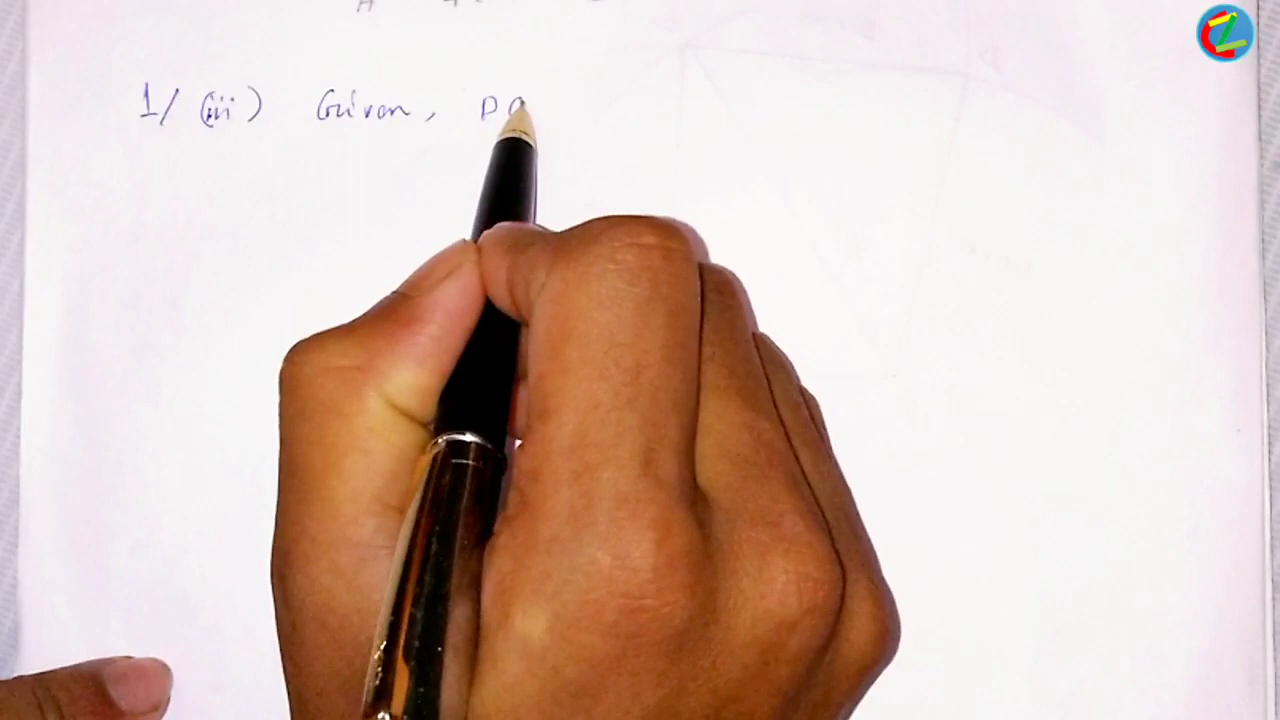 1/ (iii) Given, PQ